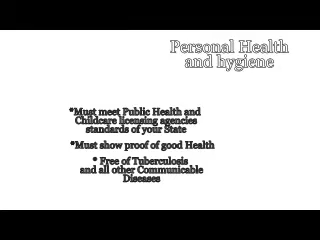 Personal Health
and hygiene
*Must meet Public Health and
Childcare licensing agencies
standards of your State
*Must show proof of good Health
* Free of Tuberculosis
and all other Communicable
Diseases